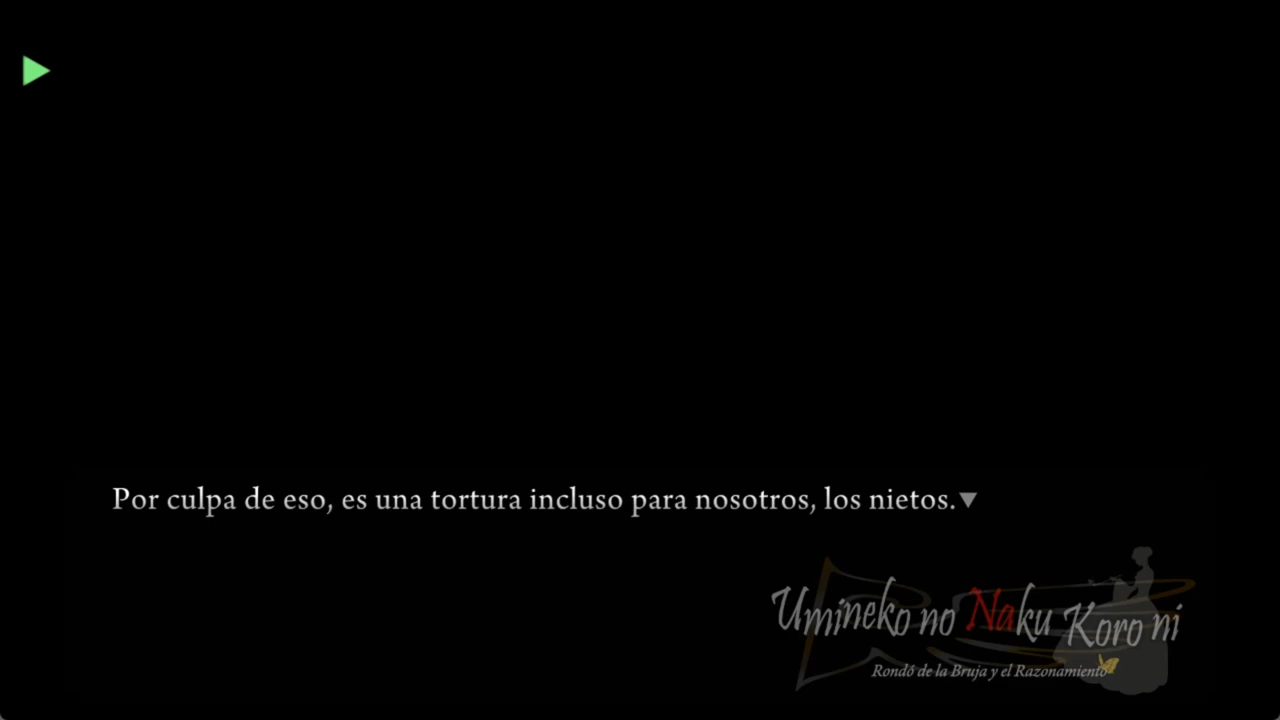 Por culpa de eso, es una tortura incluso para nosotros, los nietos.
Umineko no Naku Koro ni
Rondó de la Bruja y el Razonamiento